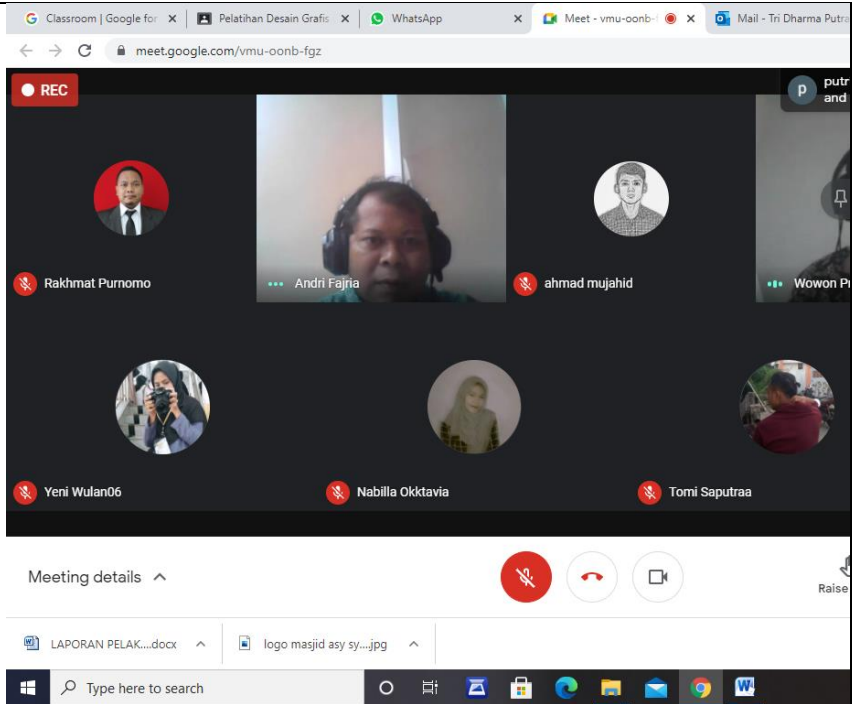 Classroom | Google for
Pelatihan Desain Grafis
WhatsApp
Meet - vmu-oonb-f
Mail - Tri Dharma Putra
meet.google.com/vmu-oonb-fgz
REC
p
putr
and
Rakhmat Purnomo
Andri Fajria
ahmad mujahid
Wowon Pr
Yeni Wulan06
Nabilla Okktavia
Tomi Saputraa
Meeting details
Raise
LAPORAN PELAK....docx
logo masjid asy sy....jpg
Type here to search